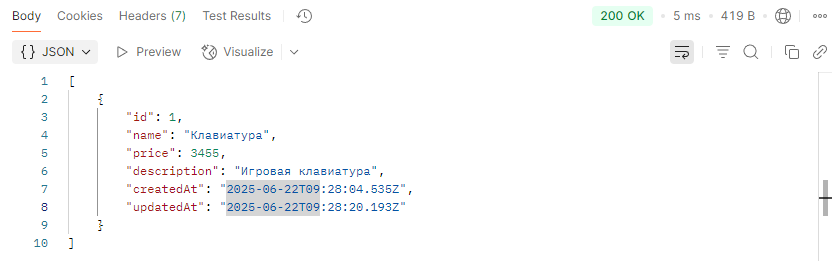 Body Cookies Headers (7) Test Results 200 OK • 5 ms • 419 B
{} JSON Preview Visualize
1 [
2 {
3 "id": 1,
4 "name": "Клавиатура",
5 "price": 3455,
6 "description": "Игровая клавиатура",
7 "createdAt": "2025-06-22T09:28:04.535Z",
8 "updatedAt": "2025-06-22T09:28:20.193Z"
9 }
10 ]